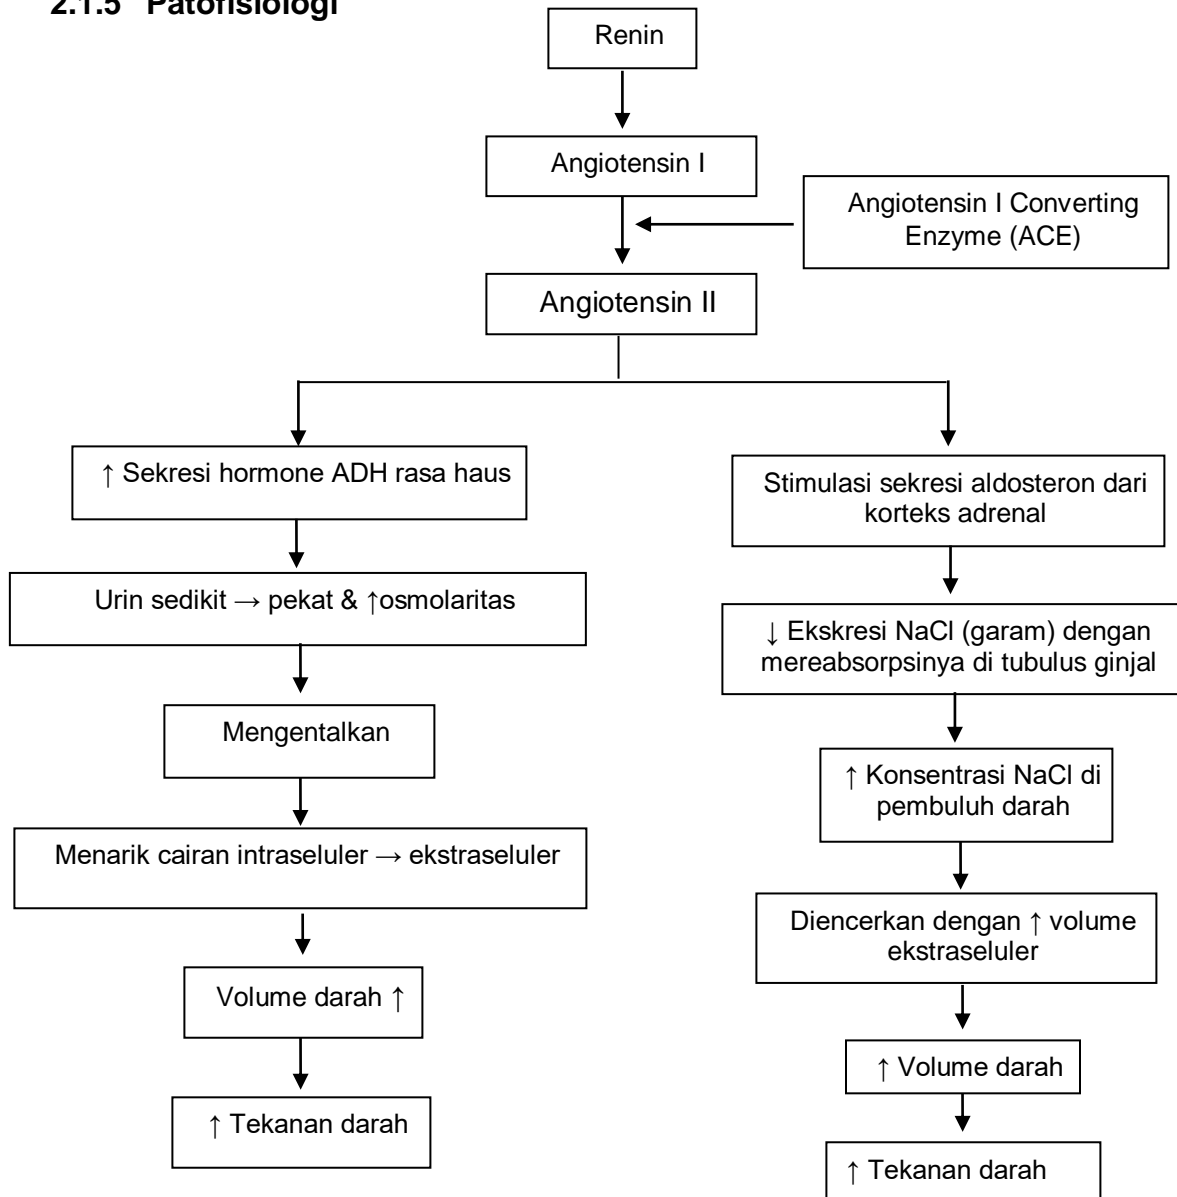 2.1.5 Patofisiologi
Renin
Angiotensin I
Angiotensin I Converting
Enzyme (ACE)
Angiotensin II
↑ Sekresi hormone ADH rasa haus
Urin sedikit → pekat & ↑osmolaritas
Mengentalkan
Menarik cairan intraseluler → ekstraseluler
Volume darah ↑
↑ Tekanan darah
Stimulasi sekresi aldosteron dari
korteks adrenal
↓ Ekskresi NaCl (garam) dengan
mereabsorpsinya di tubulus ginjal
↑ Konsentrasi NaCl di
pembuluh darah
Diencerkan dengan ↑ volume
ekstraseluler
↑ Volume darah
↑ Tekanan darah